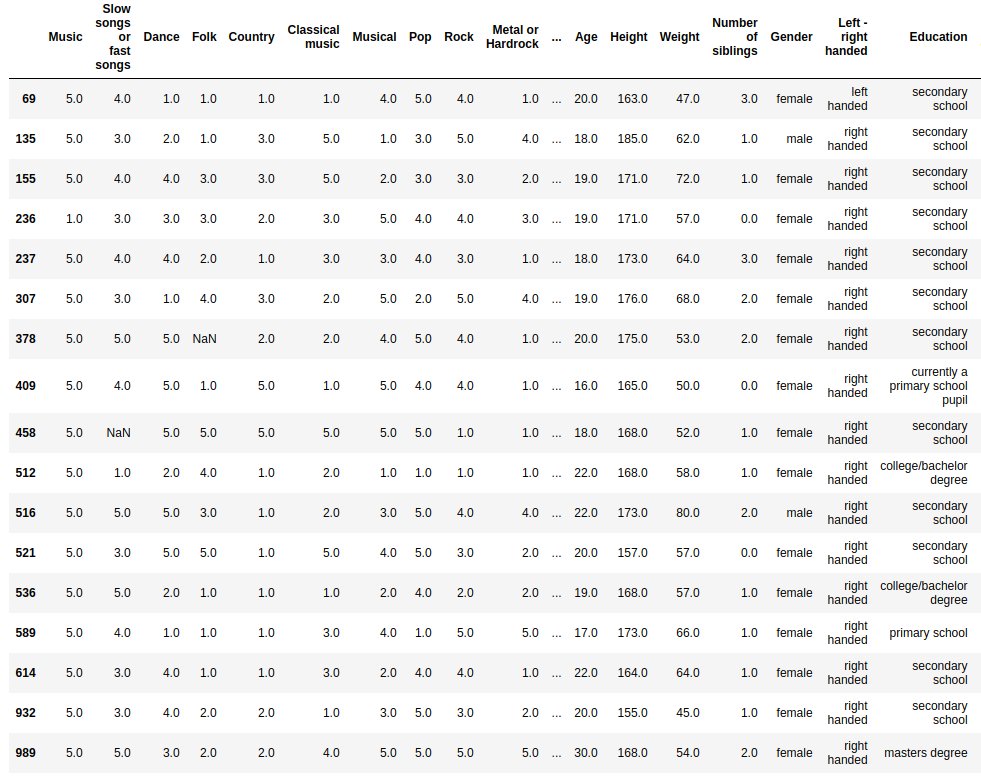 Music Slow songs or fast songs Dance Folk Country Classical music Musical Pop Rock Metal or Hardrock ... Age Height Weight Number of siblings Gender Left - right handed Education
69 5.0 4.0 1.0 1.0 1.0 1.0 4.0 5.0 4.0 1.0 ... 20.0 163.0 47.0 3.0 female left handed secondary school
135 5.0 3.0 2.0 1.0 3.0 5.0 1.0 3.0 5.0 4.0 ... 18.0 185.0 62.0 1.0 male right handed secondary school
155 5.0 4.0 4.0 3.0 3.0 5.0 2.0 3.0 3.0 2.0 ... 19.0 171.0 72.0 1.0 female right handed secondary school
236 1.0 3.0 3.0 3.0 2.0 3.0 5.0 4.0 4.0 3.0 ... 19.0 171.0 57.0 0.0 female right handed secondary school
237 5.0 4.0 4.0 2.0 1.0 3.0 3.0 4.0 3.0 1.0 ... 18.0 173.0 64.0 3.0 female right handed secondary school
307 5.0 3.0 1.0 4.0 3.0 2.0 5.0 2.0 5.0 4.0 ... 19.0 176.0 68.0 2.0 female right handed secondary school
378 5.0 5.0 5.0 NaN 2.0 2.0 4.0 5.0 4.0 1.0 ... 20.0 175.0 53.0 2.0 female right handed secondary school
409 5.0 4.0 5.0 1.0 5.0 1.0 5.0 4.0 4.0 1.0 ... 16.0 165.0 50.0 0.0 female right handed currently a primary school pupil
458 5.0 NaN 5.0 5.0 5.0 5.0 5.0 5.0 1.0 1.0 ... 18.0 168.0 52.0 1.0 female right handed secondary school
512 5.0 1.0 2.0 4.0 1.0 2.0 1.0 1.0 1.0 1.0 ... 22.0 168.0 58.0 1.0 female right handed college/bachelor degree
516 5.0 5.0 5.0 3.0 1.0 2.0 3.0 5.0 4.0 4.0 ... 22.0 173.0 80.0 2.0 male right handed secondary school
521 5.0 3.0 5.0 5.0 1.0 5.0 4.0 5.0 3.0 2.0 ... 20.0 157.0 57.0 0.0 female right handed secondary school
536 5.0 5.0 2.0 1.0 1.0 1.0 2.0 4.0 2.0 2.0 ... 19.0 168.0 57.0 1.0 female right handed college/bachelor degree
589 5.0 4.0 1.0 1.0 1.0 3.0 4.0 1.0 5.0 5.0 ... 17.0 173.0 66.0 1.0 female right handed primary school
614 5.0 3.0 4.0 1.0 1.0 3.0 2.0 4.0 4.0 1.0 ... 22.0 164.0 64.0 1.0 female right handed secondary school
932 5.0 3.0 4.0 2.0 2.0 1.0 3.0 5.0 3.0 2.0 ... 20.0 155.0 45.0 1.0 female right handed secondary school
989 5.0 5.0 3.0 2.0 2.0 4.0 5.0 5.0 5.0 5.0 ... 30.0 168.0 54.0 2.0 female right handed masters degree